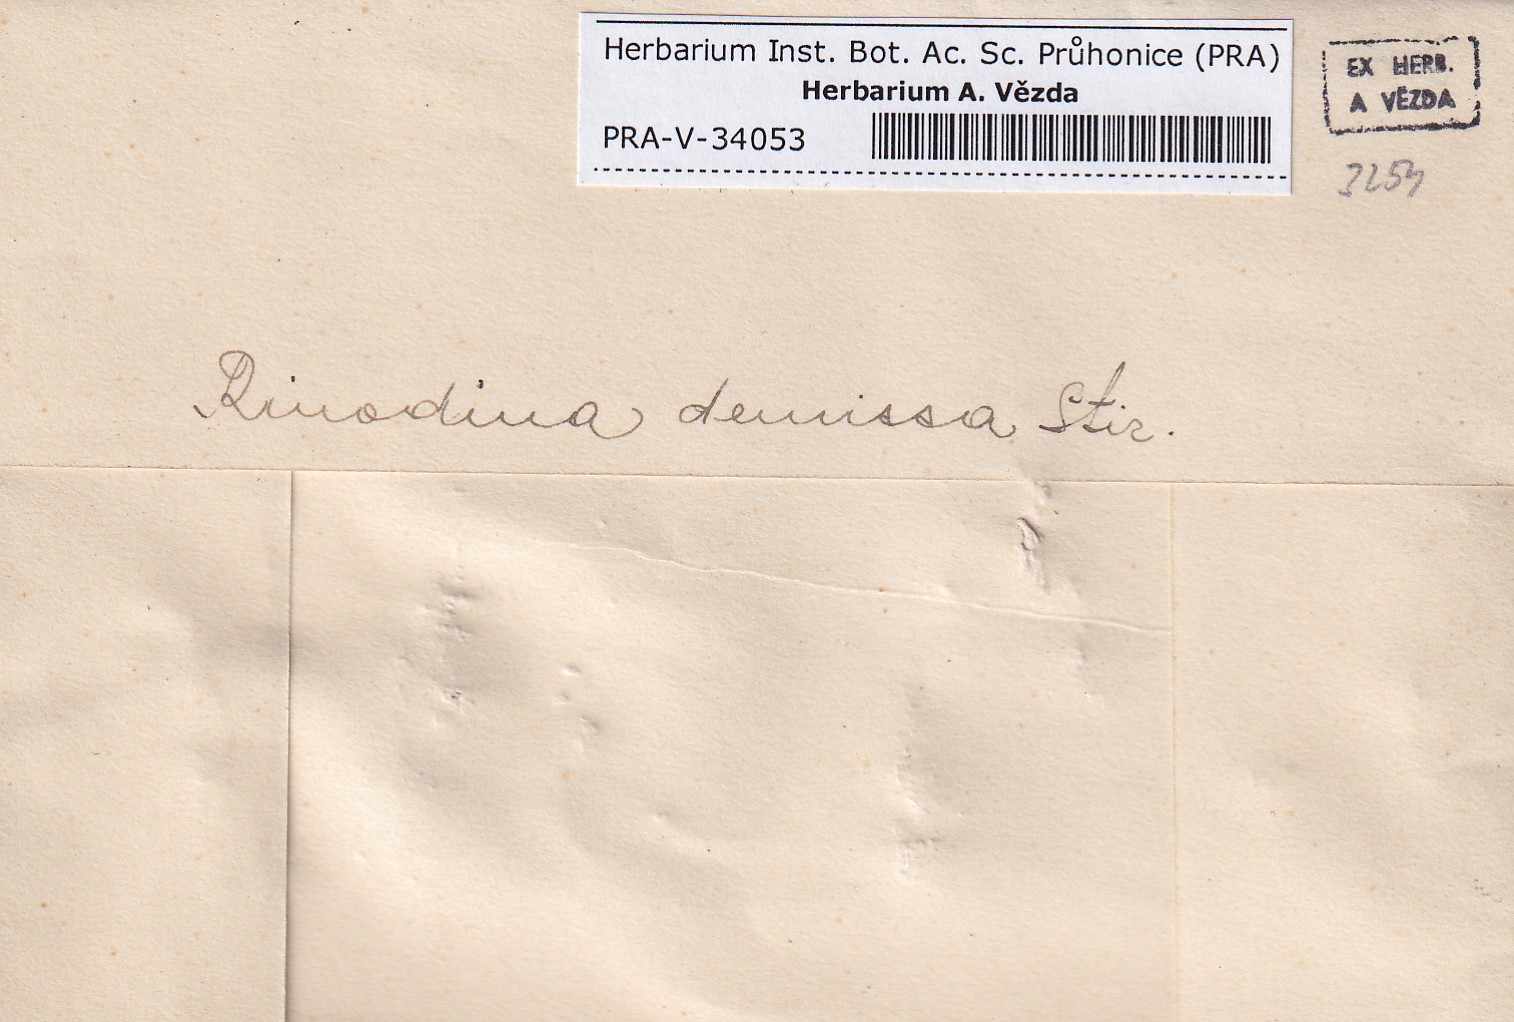 Herbarium Inst. Bot. Ac. Sc. Průhonice (PRA)
Herbarium A. Vězda
PRA-V-34053
EX HERB.
A VĚZDA
Rinodina demissa Stir.